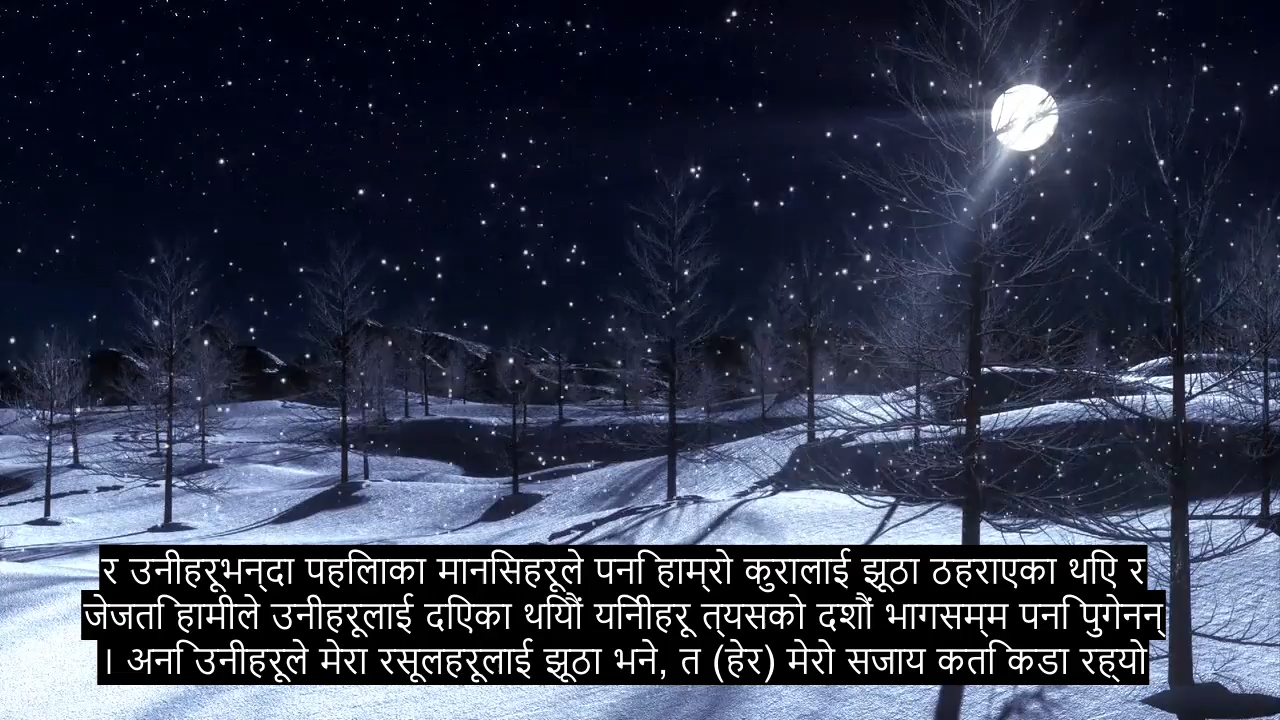 र उनीहरूभन्दा पहिलाका मानिसहरूले पनि हाम्रो कुरालाई झूठा ठहराएका थिए र
जेजति हामीले उनीहरूलाई दिएका थियौं यिनीहरू त्यसको दशौं भागसम्म पनि पुगेनन्
। अनि उनीहरूले मेरा रसूलहरूलाई झूठा भने, त (हेर) मेरो सजाय कति कडा रह्यो